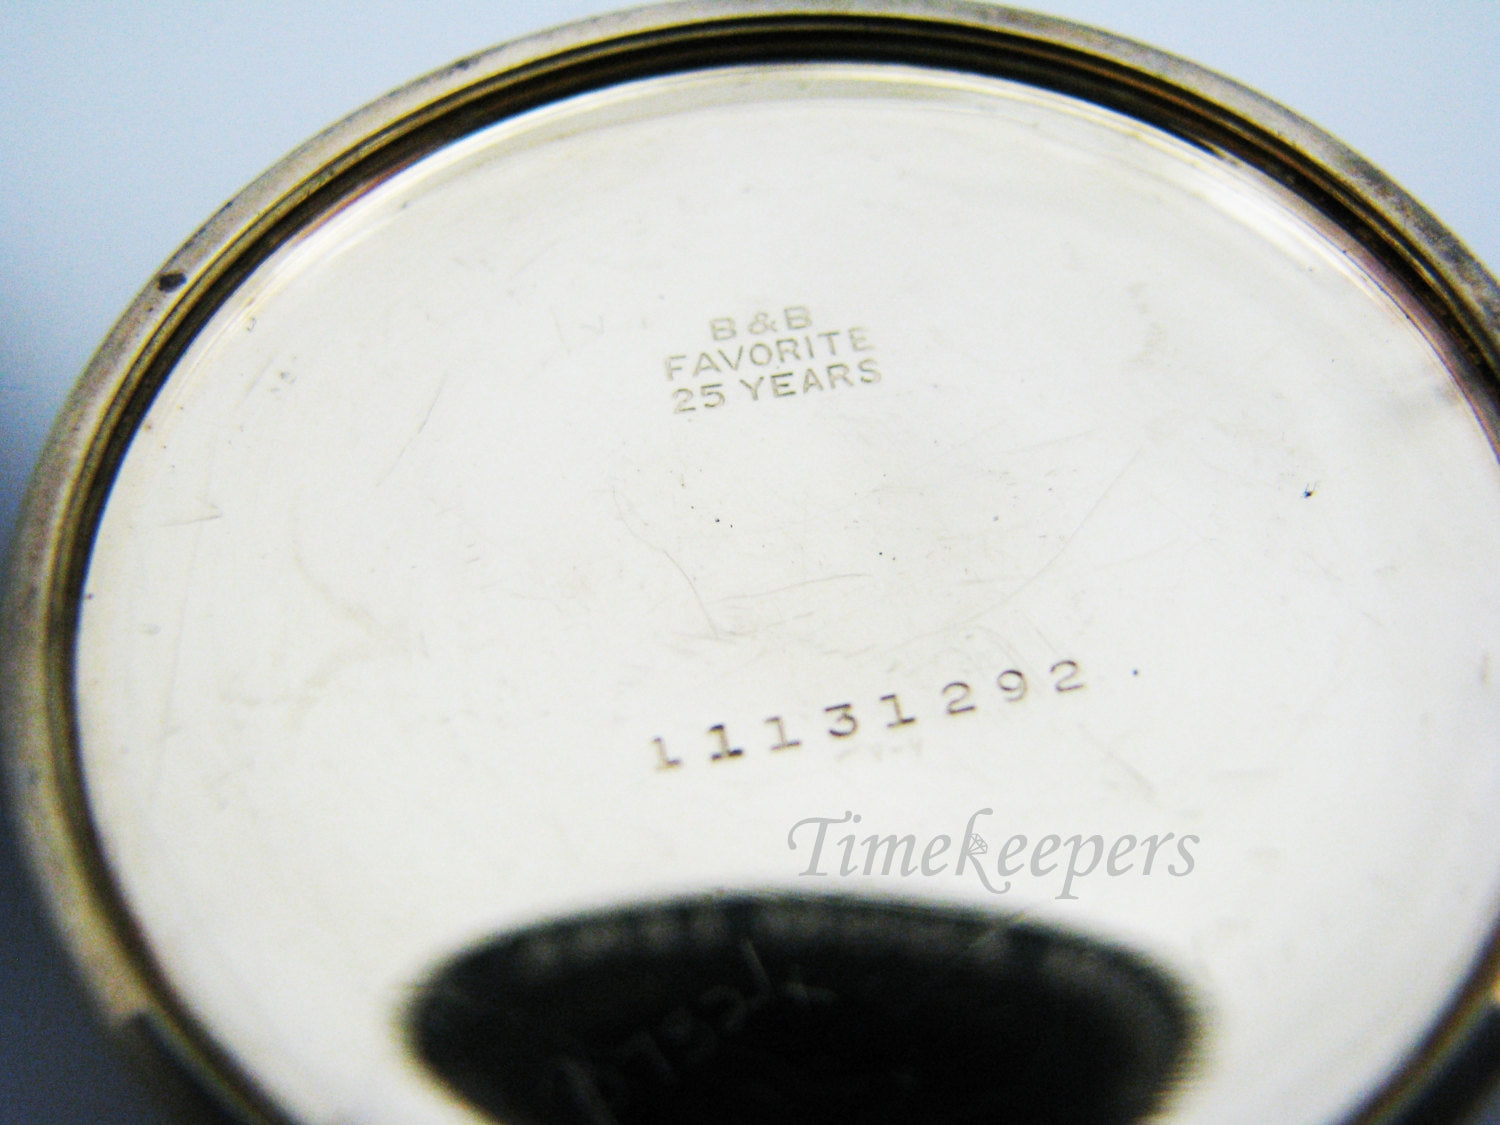 B & B
FAVORITE
25 YEARS
11131292
Timekeepers